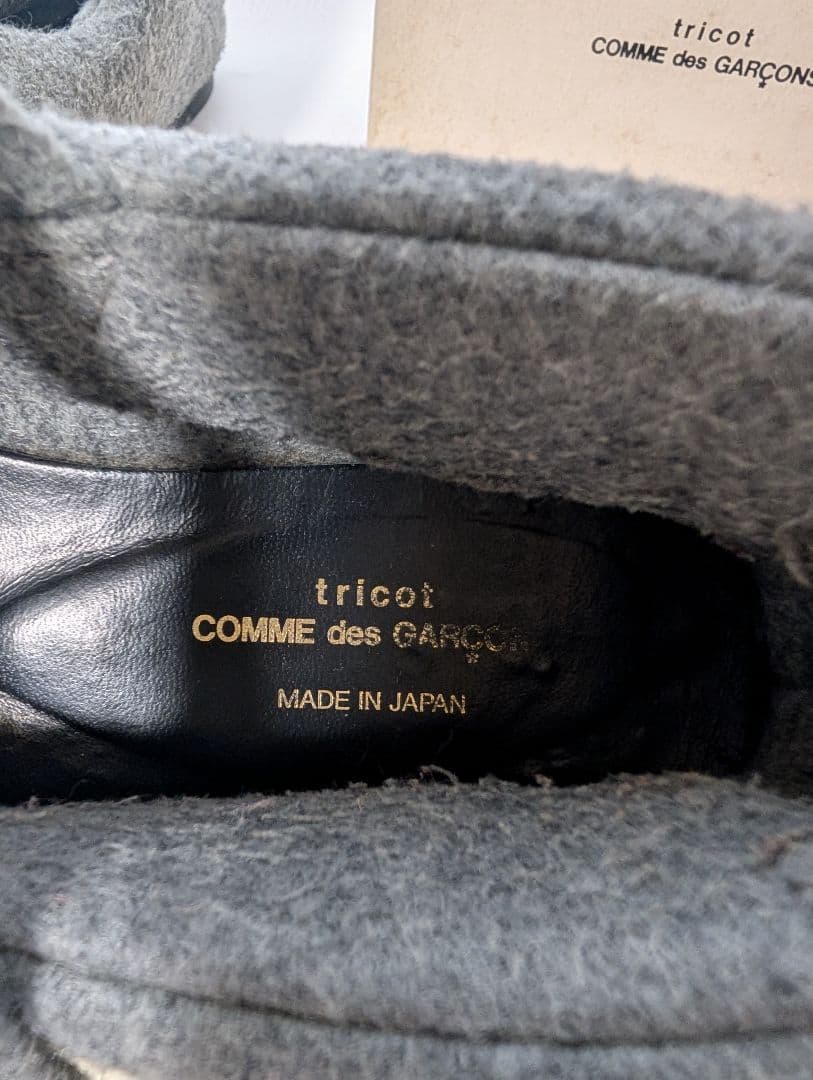 tricot
COMME des GARÇONS
tricot
COMME des GARÇON
MADE IN JAPAN